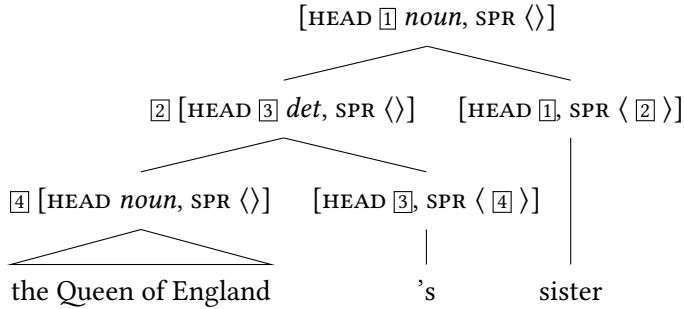 [HEAD 1 noun, SPR ⟨⟩]
2 [HEAD 3 det, SPR ⟨⟩] [HEAD 1, SPR ⟨ 2 ⟩]
4 [HEAD noun, SPR ⟨⟩] [HEAD 3, SPR ⟨ 4 ⟩]
the Queen of England 's sister